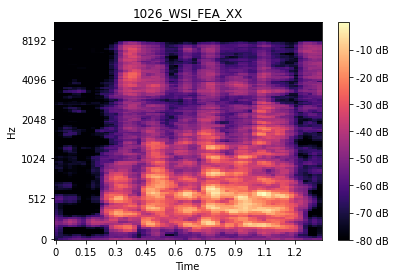 1026_WSI_FEA_XX
8192
4096
2048
1024
512
0
Hz
0 0.15 0.3 0.45 0.6 0.75 0.9 1.1 1.2
Time
-10 dB
-20 dB
-30 dB
-40 dB
-50 dB
-60 dB
-70 dB
-80 dB